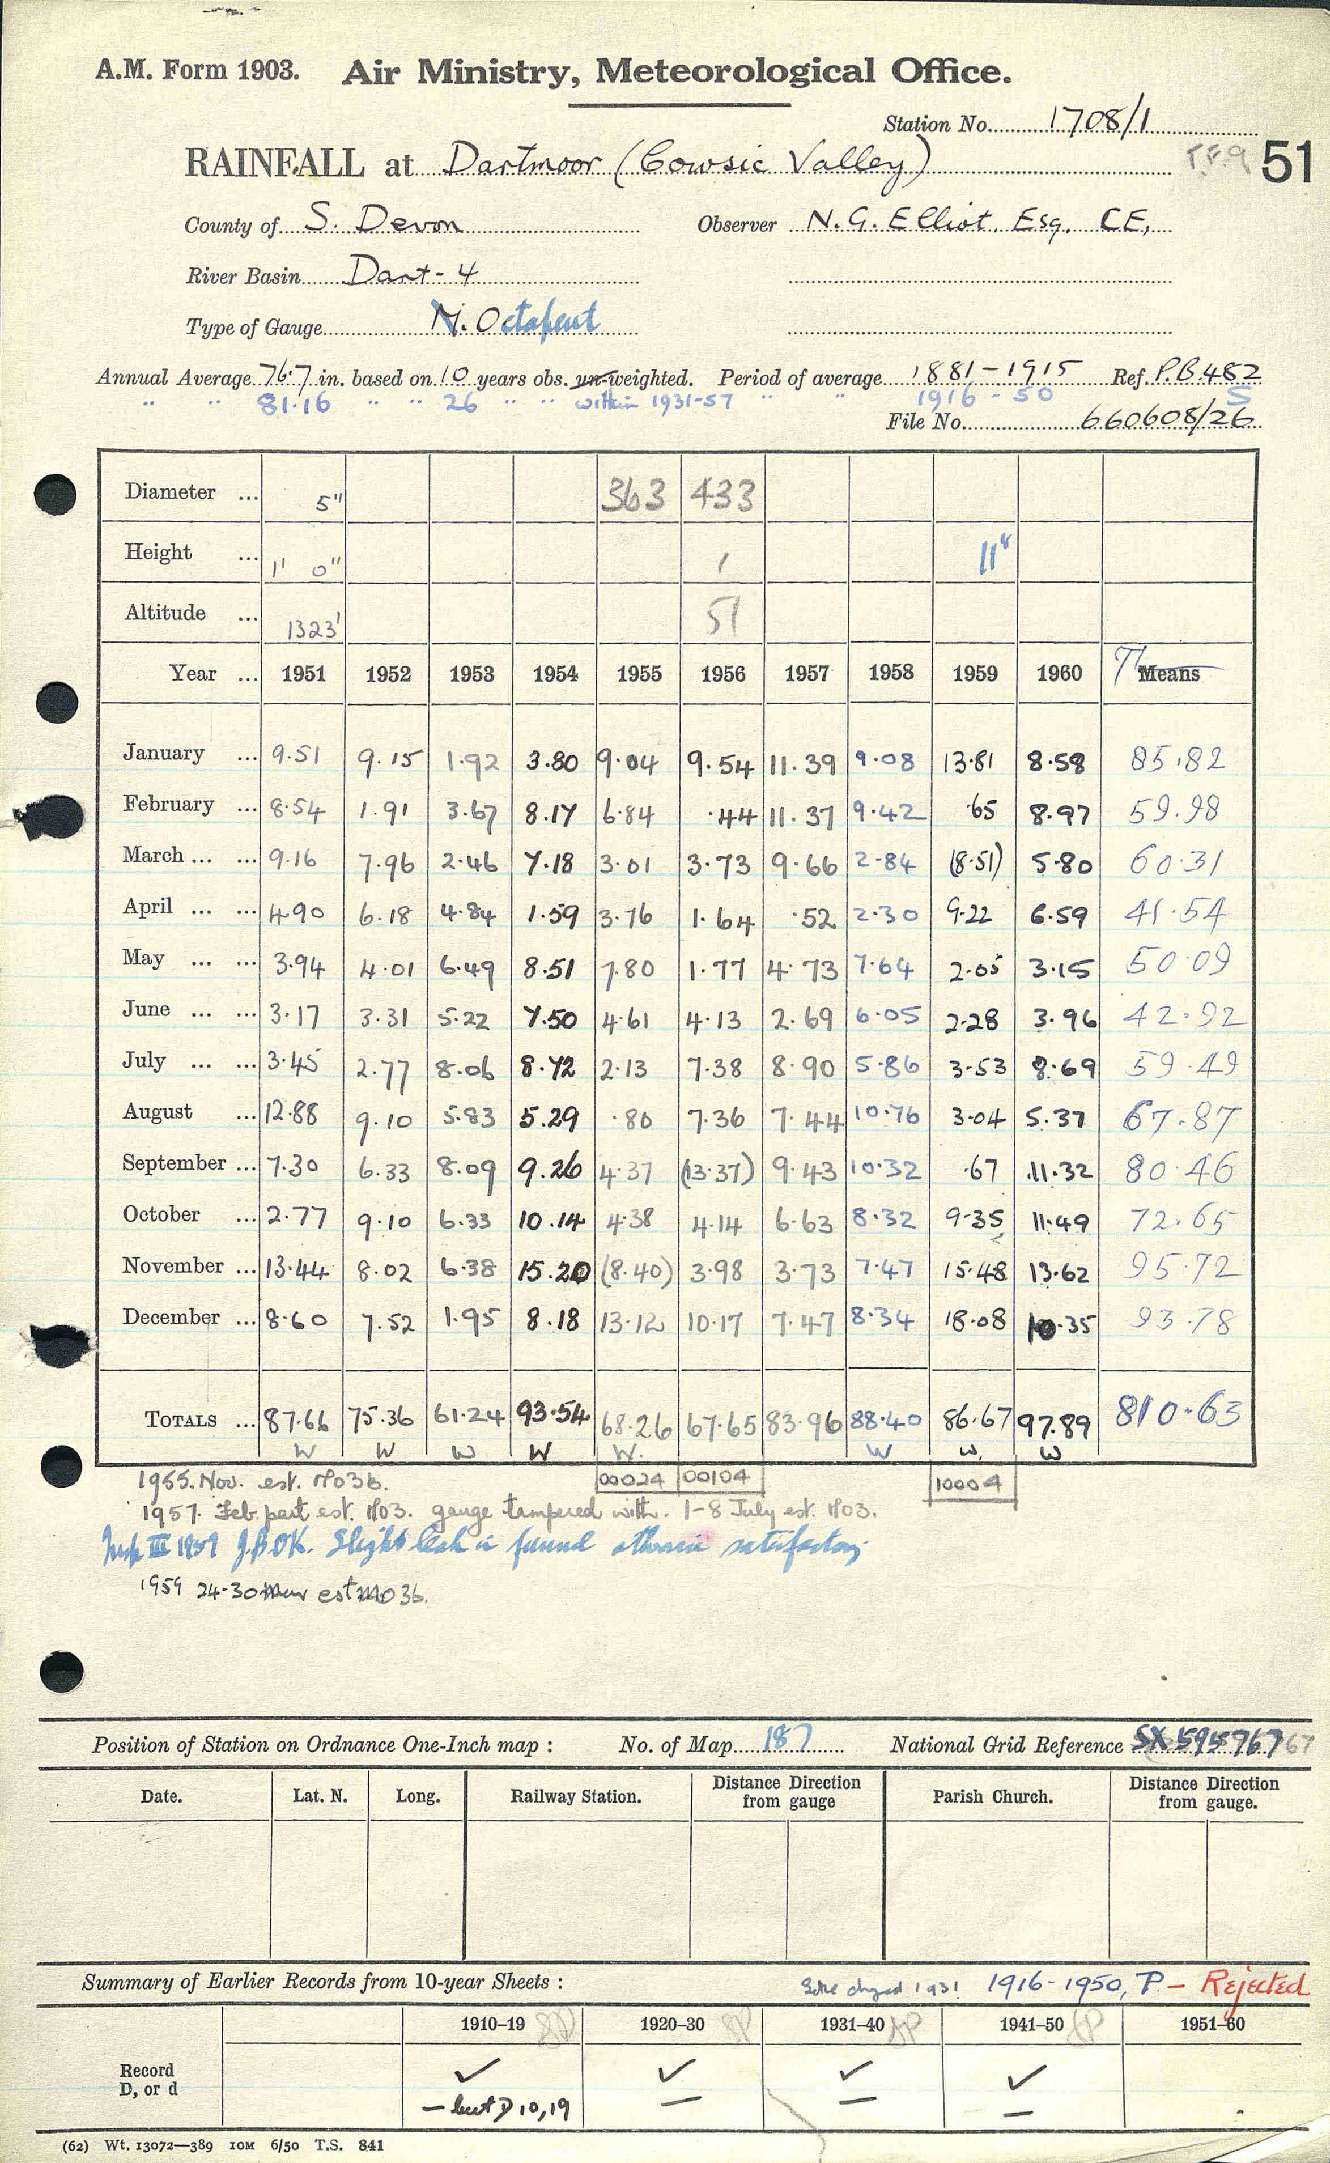 A.M. Form 1903. Air Ministry, Meteorological Office.
Station No. 1708/1
RAINFALL at Dartmoor (Cowsic Valley) T.F.9 51
County of S. Devon Observer N.G. Elliot, Esq. CE,
River Basin Dart-4
Type of Gauge M. Octapent
Annual Average 76.7 in. based on 10 years obs. un-weighted. Period of average 1881-1915 Ref. P.B.482
" " 81.16 " " 26 " " within 1931-57 " " 1916-50 S
File No. 660608/26
Diameter ... 5" 363 433
Height ... 1' 0" 1 11"
Altitude ... 1323' 51
Year ... 1951 1952 1953 1954 1955 1956 1957 1958 1959 1960 Means
January ... 9.51 9.15 1.92 3.80 9.04 9.54 11.39 9.08 13.81 8.58 85.82
February ... 8.54 1.91 3.67 8.17 6.84 .44 11.37 9.42 .65 8.97 59.98
March ... ... 9.16 7.96 2.46 7.18 3.01 3.73 9.66 2.84 (8.51) 5.80 60.31
April ... ... 4.90 6.18 4.84 1.59 3.76 1.64 .52 2.30 9.22 6.59 41.54
May ... ... 3.94 4.01 6.49 8.51 7.80 1.77 4.73 7.64 2.05 3.15 50.09
June ... ... 3.17 3.31 5.22 7.50 4.61 4.13 2.69 6.05 2.28 3.96 42.92
July ... ... 3.45 2.77 8.06 8.72 2.13 7.38 8.90 5.86 3.53 8.69 59.49
August ... 12.88 9.10 5.83 5.29 .80 7.36 7.44 10.76 3.04 5.37 67.87
September ... 7.30 6.33 8.09 9.26 4.37 (13.37) 9.43 10.32 .67 11.32 80.46
October ... 2.77 9.10 6.33 10.14 4.38 4.14 6.63 8.32 9.35 11.49 72.65
November ... 13.44 8.02 6.38 15.20 (8.40) 3.98 3.73 7.47 15.48 13.62 95.72
December ... 8.60 7.52 1.95 8.18 13.12 10.17 7.47 8.34 18.08 10.35 93.78
TOTALS ... 87.66 75.36 61.24 93.54 68.26 67.65 83.96 88.40 86.67 97.89 810.63
W W W W W. W W. W
00024 00104 10004
1955. Nov. est. MO3b.
1957. Feb. part est. MO3. gauge tampered with. 1-8 July est. MO3.
Insp III 1959 J.B. OK. Slight leak is found otherwise satisfactory
1959 24-30 Mar est MO3b.
Position of Station on Ordnance One-Inch map : No. of Map 187 National Grid Reference SX 595767 67
Date. Lat. N. Long. Railway Station. Distance Direction from gauge Parish Church. Distance Direction from gauge.
Summary of Earlier Records from 10-year Sheets : Site changed 1931 1916-1950, P - Rejected
1910-19 1920-30 1931-40 1941-50 1951-60
Record D, or d ✓ ✓ ✓ ✓
- but D 10, 19 - - -
(62) Wt. 13072—389 10M 6/50 T.S. 841